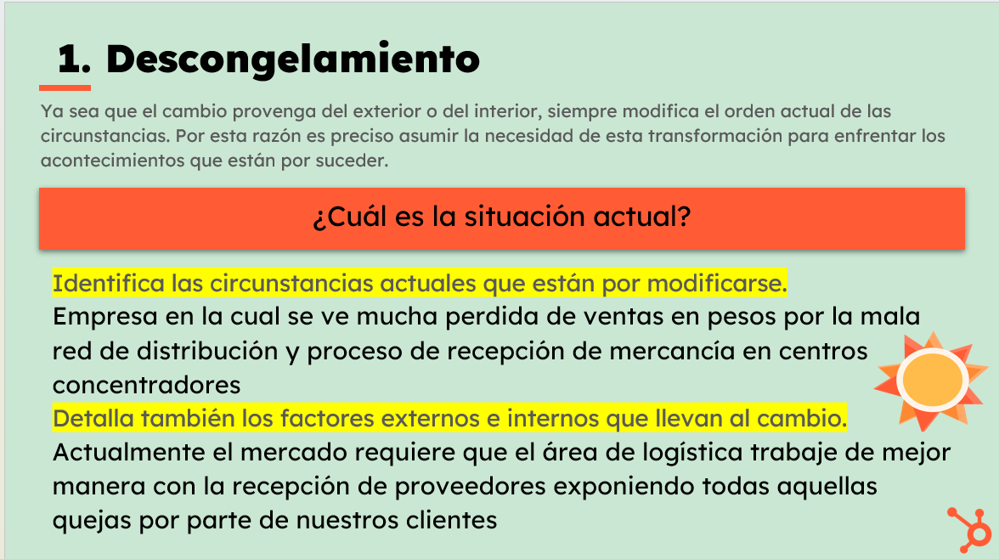 1. Descongelamiento
Ya sea que el cambio provenga del exterior o del interior, siempre modifica el orden actual de las
circunstancias. Por esta razón es preciso asumir la necesidad de esta transformación para enfrentar los
acontecimientos que están por suceder.
¿Cuál es la situación actual?
Identifica las circunstancias actuales que están por modificarse.
Empresa en la cual se ve mucha perdida de ventas en pesos por la mala
red de distribución y proceso de recepción de mercancía en centros
concentradores
Detalla también los factores externos e internos que llevan al cambio.
Actualmente el mercado requiere que el área de logística trabaje de mejor
manera con la recepción de proveedores exponiendo todas aquellas
quejas por parte de nuestros clientes